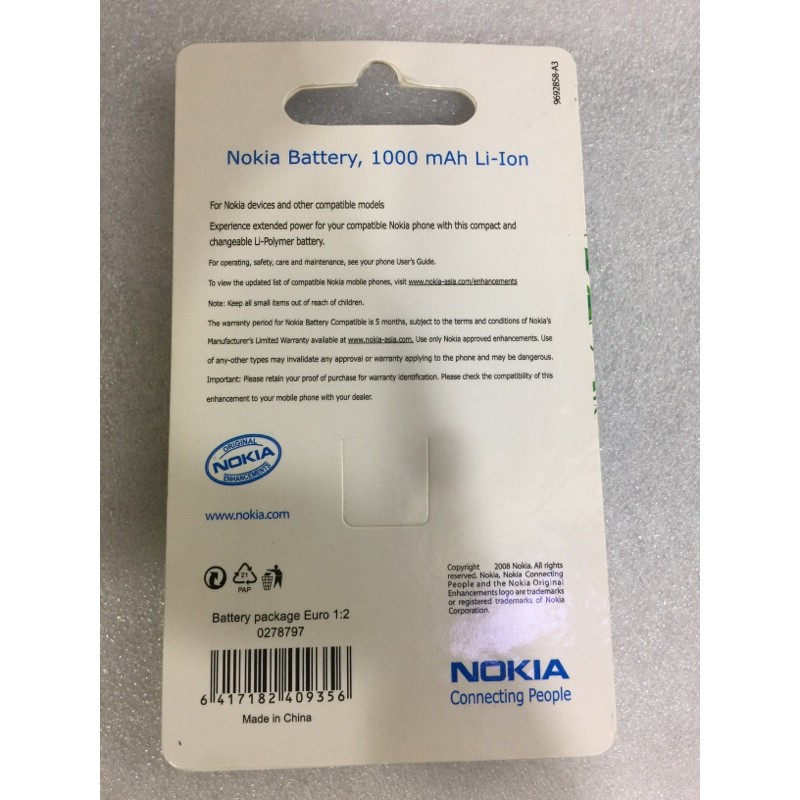 9692858-A3
Nokia Battery, 1000 mAh Li-Ion
For Nokia devices and other compatible models
Experience extended power for your compatible Nokia phone with this compact and
changeable Li-Polymer battery.
For operating, safety, care and maintenance, see your phone User's Guide.
To view the updated list of compatible Nokia mobile phones, visit www.nokia-asia.com/enhancements
Note: Keep all small items out of reach of children.
The warranty period for Nokia Battery Compatible is 5 months, subject to the terms and conditions of Nokia's
Manufacturer's Limited Warranty available at www.nokia-asia.com. Use only Nokia approved enhancements. Use
of any-other types may invalidate any approval or warranty applying to the phone and may be dangerous.
Important: Please retain your proof of purchase for warranty identification. Please check the compatibility of this
enhancement to your mobile phone with your dealer.
ORIGINAL
NOKIA
ENHANCEMENTS
www.nokia.com
21
PAP
Copyright 2008 Nokia. All rights
reserved. Nokia, Nokia Connecting
People and the Nokia Original
Enhancements logo are trademarks
or registered trademarks of Nokia
Corporation.
Battery package Euro 1:2
0278797
6 417182 409356
Made in China
NOKIA
Connecting People